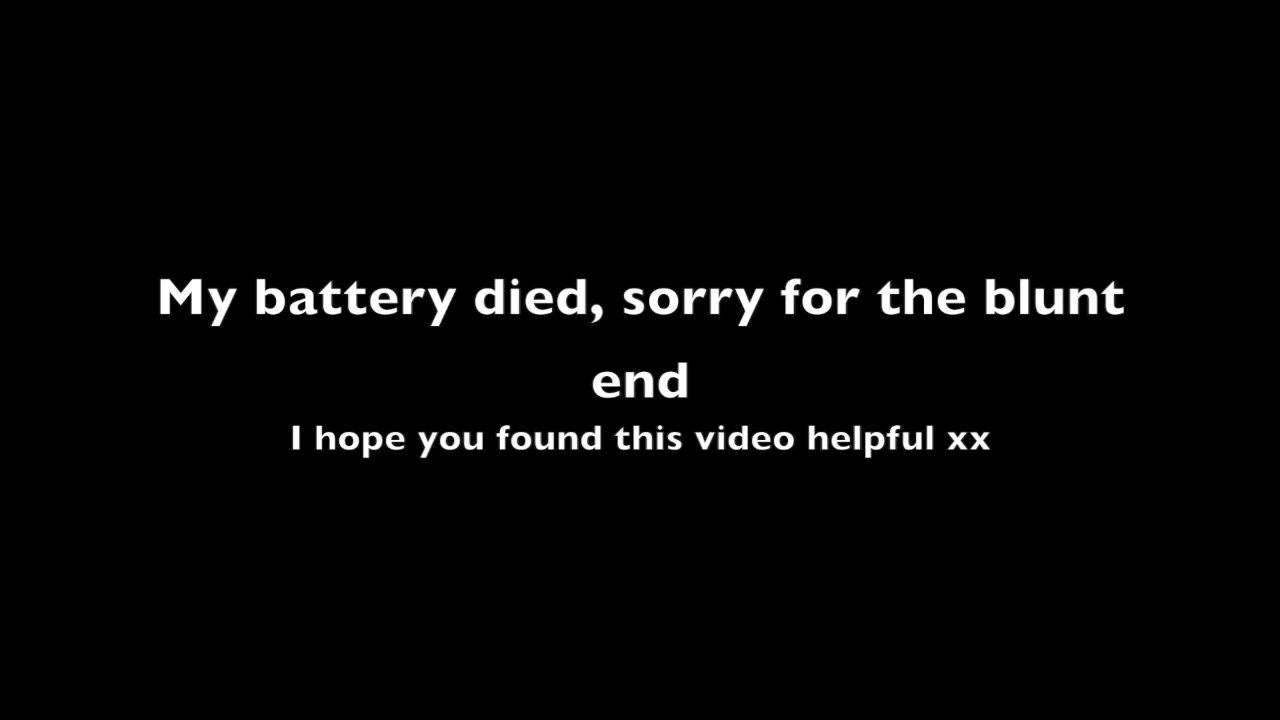 My battery died, sorry for the blunt
end
I hope you found this video helpful xx